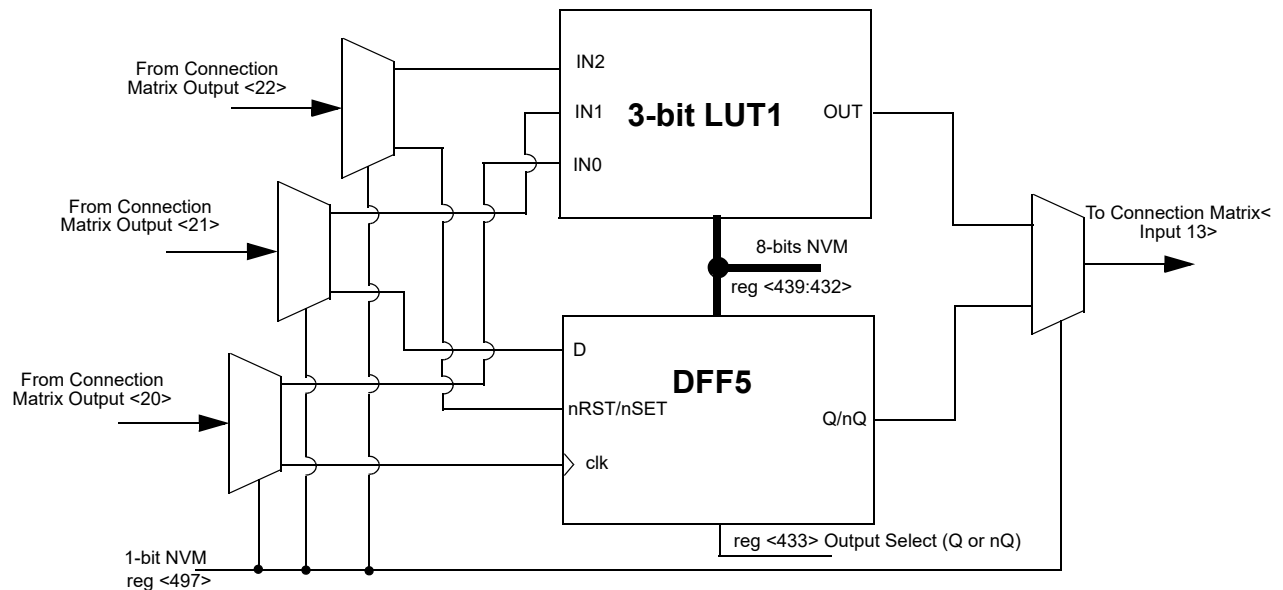 From Connection
Matrix Output <22>
IN2
IN1
3-bit LUT1
OUT
IN0
From Connection
Matrix Output <21>
To Connection Matrix<
Input 13>
8-bits NVM
reg <439:432>
D
DFF5
From Connection
Matrix Output <20>
nRST/nSET
Q/nQ
clk
reg <433> Output Select (Q or nQ)
1-bit NVM
reg <497>